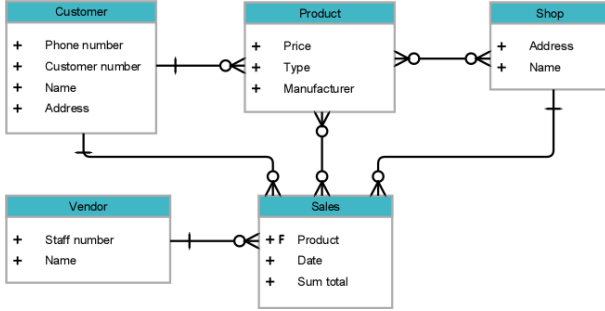 Customer
+ Phone number
+ Customer number
+ Name
+ Address
Product
+ Price
+ Type
+ Manufacturer
Shop
+ Address
+ Name
Vendor
+ Staff number
+ Name
Sales
+ F Product
+ Date
+ Sum total